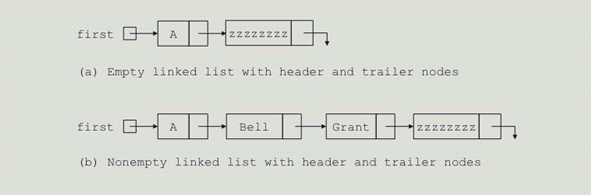 first A zzzzzzzz
(a) Empty linked list with header and trailer nodes
first A Bell Grant zzzzzzzz
(b) Nonempty linked list with header and trailer nodes